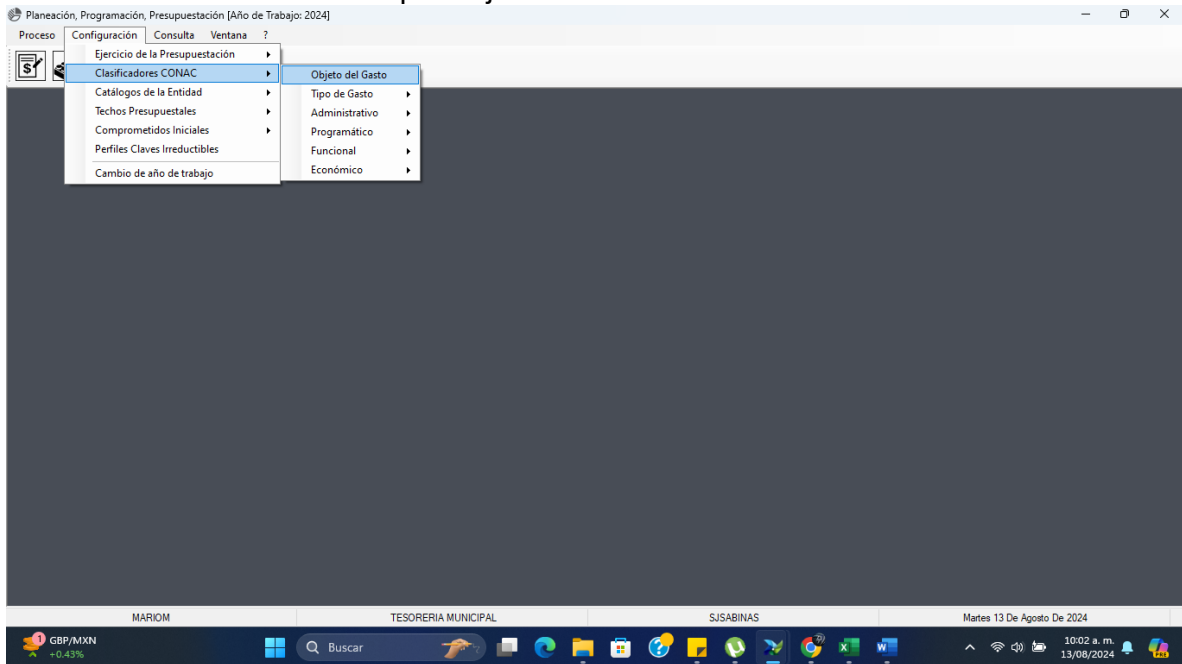 Planeación, Programación, Presupuestación [Año de Trabajo: 2024]
Proceso Configuración Consulta Ventana ?
Ejercicio de la Presupuestación
Clasificadores CONAC
Objeto del Gasto
Catálogos de la Entidad
Tipo de Gasto
Techos Presupuestales
Administrativo
Comprometidos Iniciales
Programático
Perfiles Claves Irreductibles
Funcional
Cambio de año de trabajo
Económico
MARIOM TESORERIA MUNICIPAL SJSABINAS Martes 13 De Agosto De 2024
1 GBP/MXN
+0.43%
Buscar
10:02 a. m.
13/08/2024
PRE